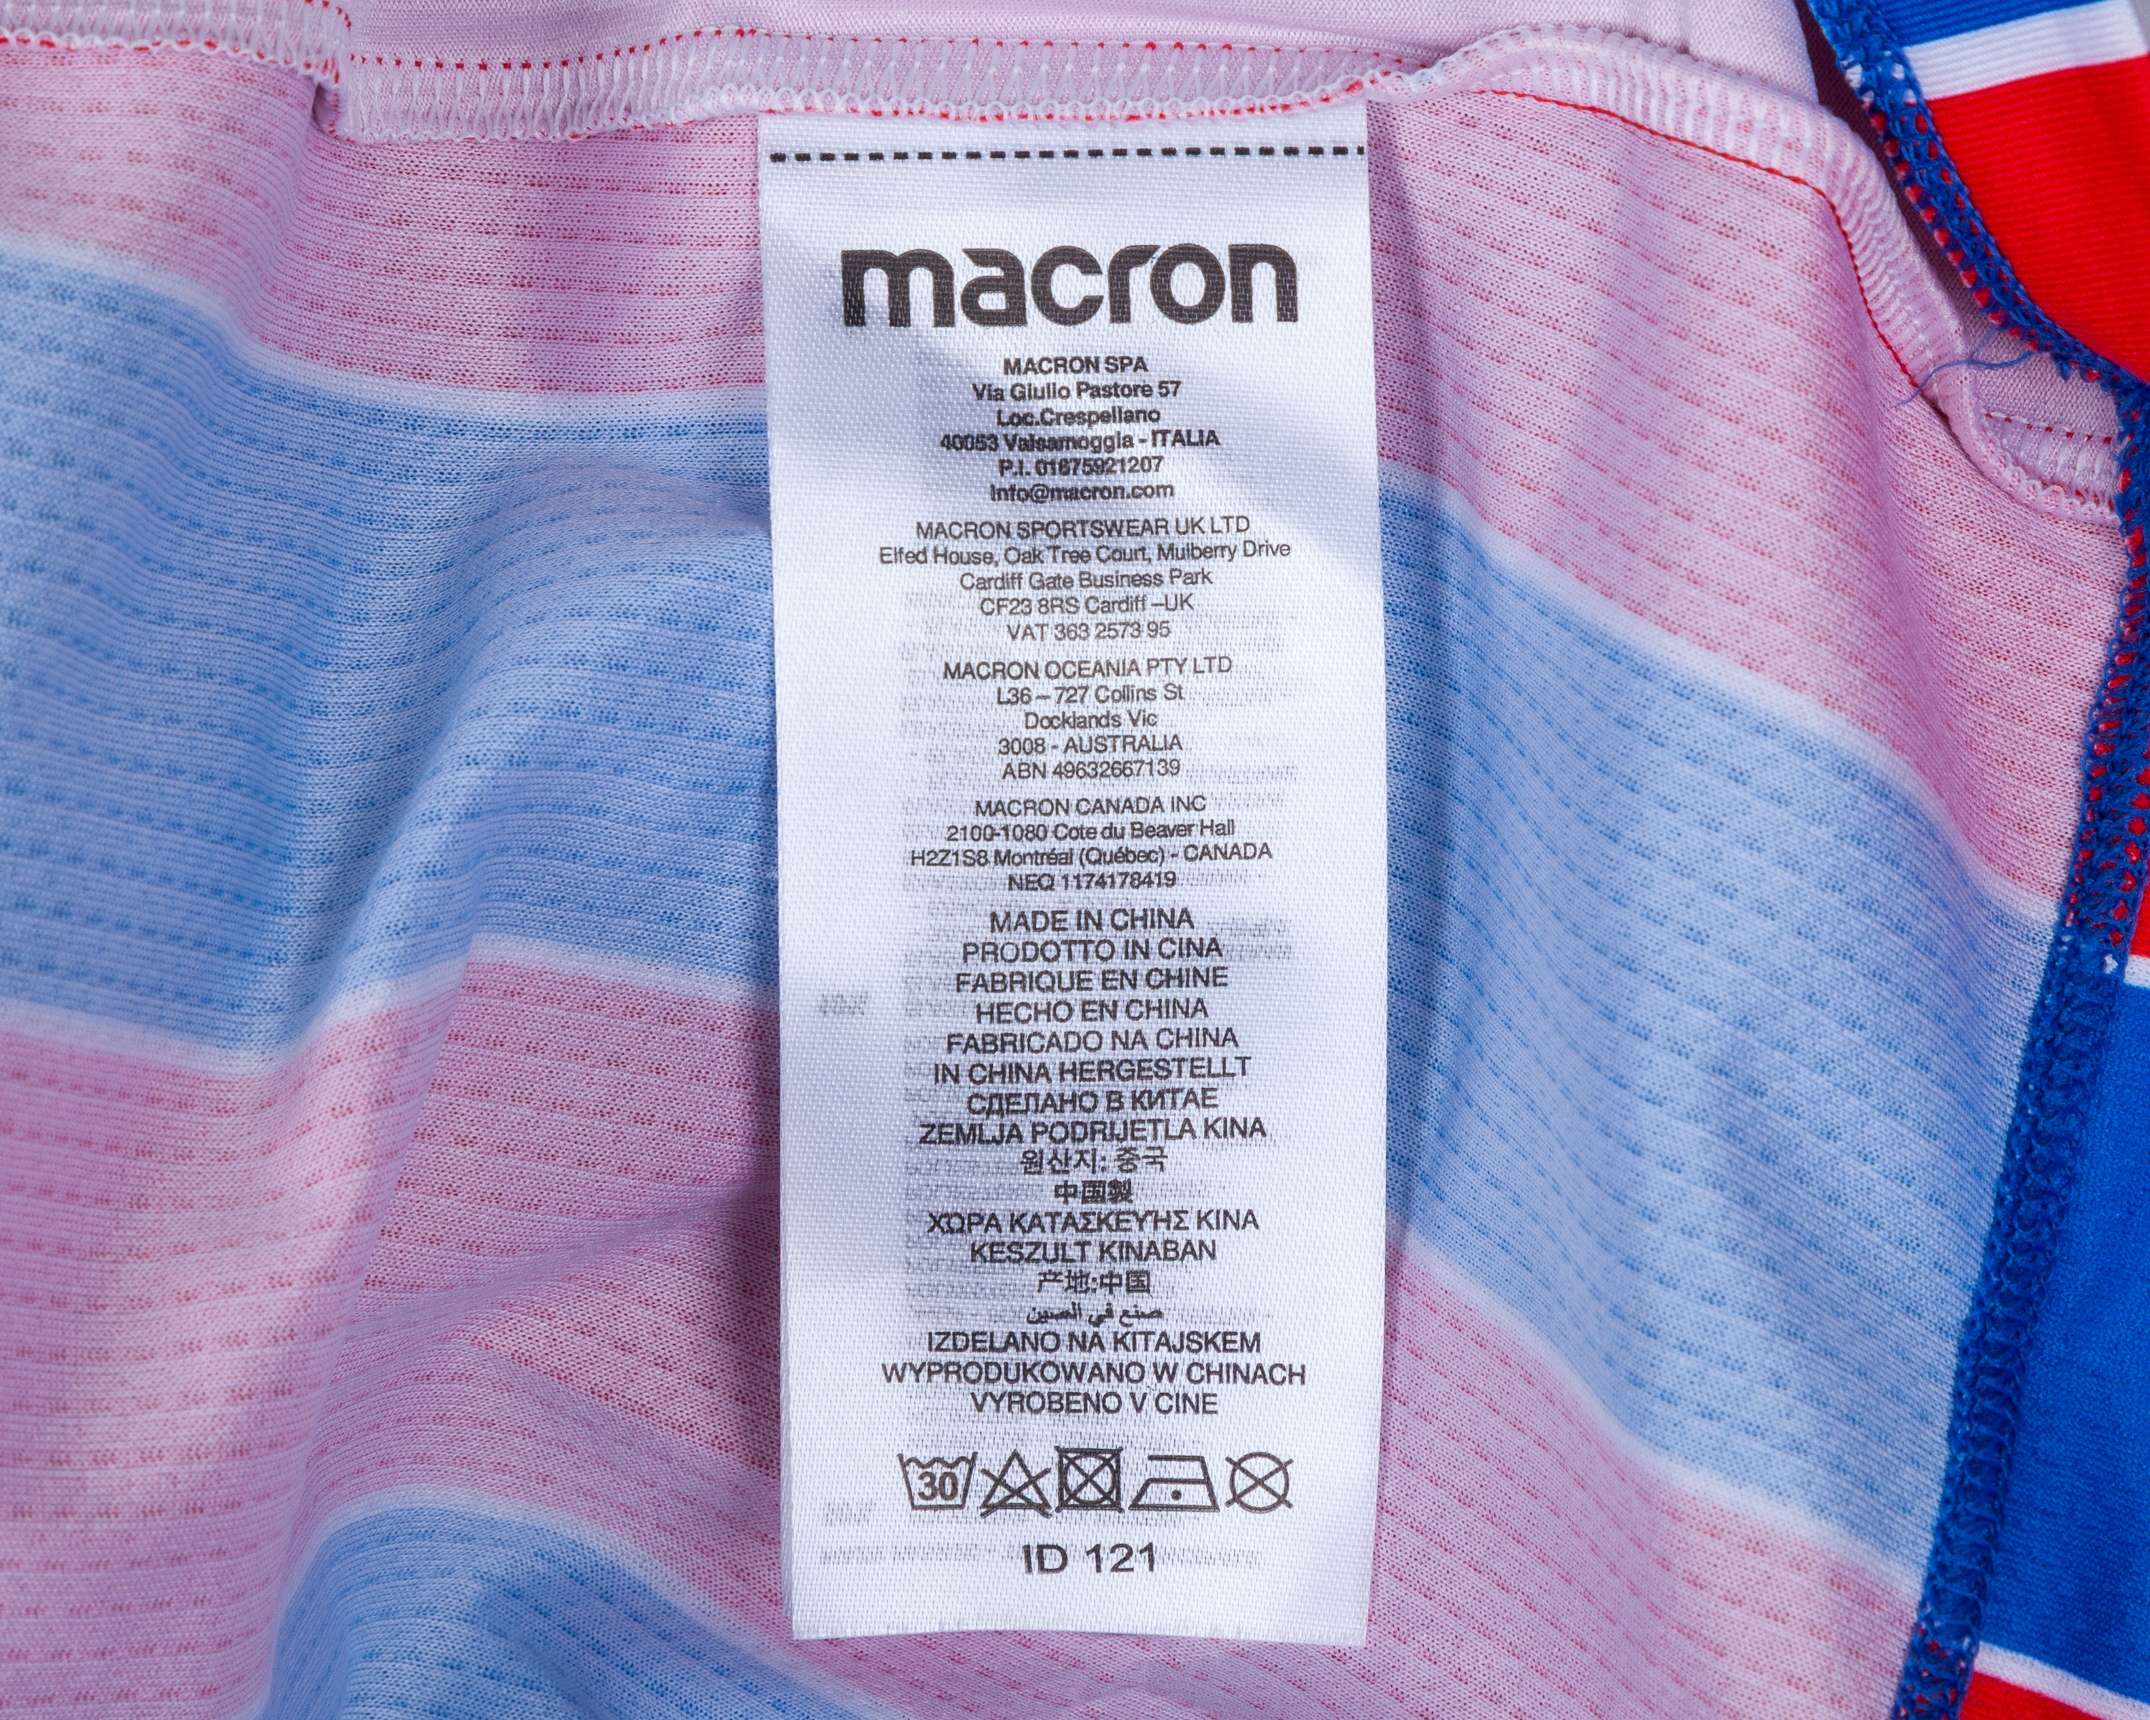 macron
MACRON SPA
Via Giulio Pastore 57
Loc.Crespellano
40053 Valsamoggia - ITALIA
P.I. 01675921207
info@macron.com
MACRON SPORTSWEAR UK LTD
Elfed House, Oak Tree Court, Mulberry Drive
Cardiff Gate Business Park
CF23 8RS Cardiff –UK
VAT 363 2573 95
MACRON OCEANIA PTY LTD
L36 – 727 Collins St
Docklands Vic
3008 - AUSTRALIA
ABN 49632667139
MACRON CANADA INC
2100-1080 Cote du Beaver Hall
H2Z1S8 Montréal (Québec) - CANADA
NEQ 1174178419
MADE IN CHINA
PRODOTTO IN CINA
FABRIQUE EN CHINE
HECHO EN CHINA
FABRICADO NA CHINA
IN CHINA HERGESTELLT
СДЕЛАНО В КИТАЕ
ZEMLJA PODRIJETLA KINA
원산지: 중국
中国製
ΧΩΡΑ ΚΑΤΑΣΚΕΥΉΣ ΚΙΝΑ
KESZULT KINABAN
产地:中国
صنع في الصين
IZDELANO NA KITAJSKEM
WYPRODUKOWANO W CHINACH
VYROBENO V CINE
30
ID 121